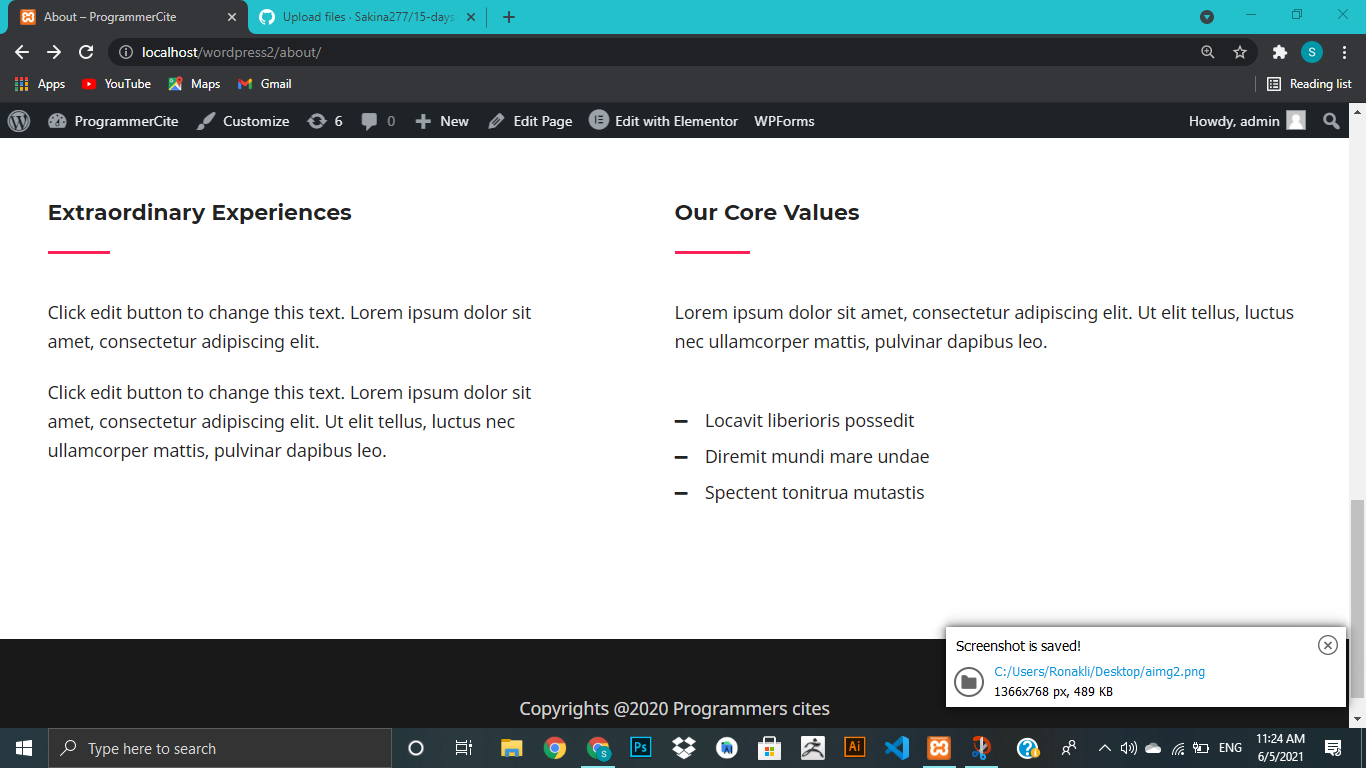 About – ProgrammerCite
Upload files · Sakina277/15-days
localhost/wordpress2/about/
S
Apps YouTube Maps Gmail Reading list
ProgrammerCite Customize 6 0 New Edit Page Edit with Elementor WPForms Howdy, admin
Extraordinary Experiences
Click edit button to change this text. Lorem ipsum dolor sit
amet, consectetur adipiscing elit.
Click edit button to change this text. Lorem ipsum dolor sit
amet, consectetur adipiscing elit. Ut elit tellus, luctus nec
ullamcorper mattis, pulvinar dapibus leo.
Our Core Values
Lorem ipsum dolor sit amet, consectetur adipiscing elit. Ut elit tellus, luctus
nec ullamcorper mattis, pulvinar dapibus leo.
Locavit liberioris possedit
Diremit mundi mare undae
Spectent tonitrua mutastis
Screenshot is saved!
C:/Users/Ronakli/Desktop/aimg2.png
1366x768 px, 489 KB
Copyrights @2020 Programmers cites
Type here to search
S
Ps
Ai
ENG
11:24 AM
6/5/2021